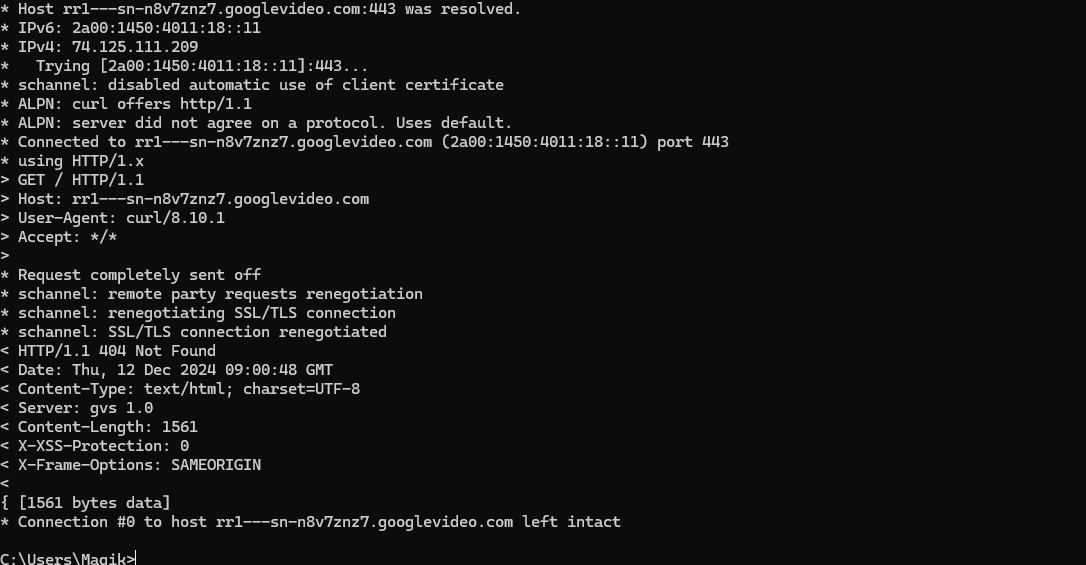 * Host rr1---sn-n8v7znz7.googlevideo.com:443 was resolved.
* IPv6: 2a00:1450:4011:18::11
* IPv4: 74.125.111.209
*   Trying [2a00:1450:4011:18::11]:443...
* schannel: disabled automatic use of client certificate
* ALPN: curl offers http/1.1
* ALPN: server did not agree on a protocol. Uses default.
* Connected to rr1---sn-n8v7znz7.googlevideo.com (2a00:1450:4011:18::11) port 443
* using HTTP/1.x
> GET / HTTP/1.1
> Host: rr1---sn-n8v7znz7.googlevideo.com
> User-Agent: curl/8.10.1
> Accept: */*
>
* Request completely sent off
* schannel: remote party requests renegotiation
* schannel: renegotiating SSL/TLS connection
* schannel: SSL/TLS connection renegotiated
< HTTP/1.1 404 Not Found
< Date: Thu, 12 Dec 2024 09:00:48 GMT
< Content-Type: text/html; charset=UTF-8
< Server: gvs 1.0
< Content-Length: 1561
< X-XSS-Protection: 0
< X-Frame-Options: SAMEORIGIN
<
{ [1561 bytes data]
* Connection #0 to host rr1---sn-n8v7znz7.googlevideo.com left intact
C:\Users\Magik>